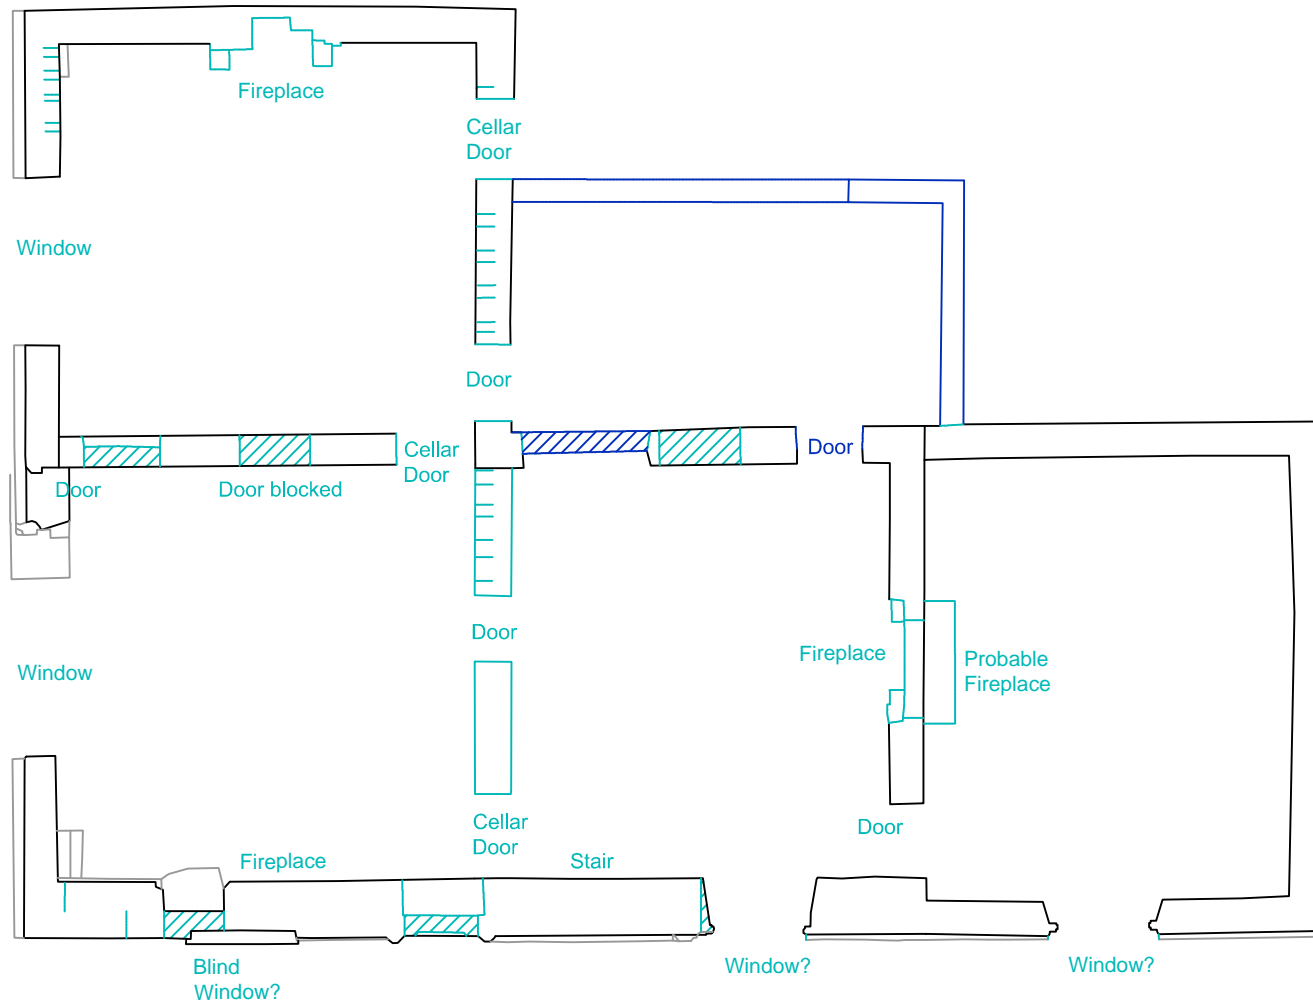 Fireplace
Cellar
Door
Window
Door
Cellar
Door
Door
Door
Door blocked
Door
Fireplace
Probable
Fireplace
Window
Cellar
Door
Door
Fireplace
Stair
Blind
Window?
Window?
Window?